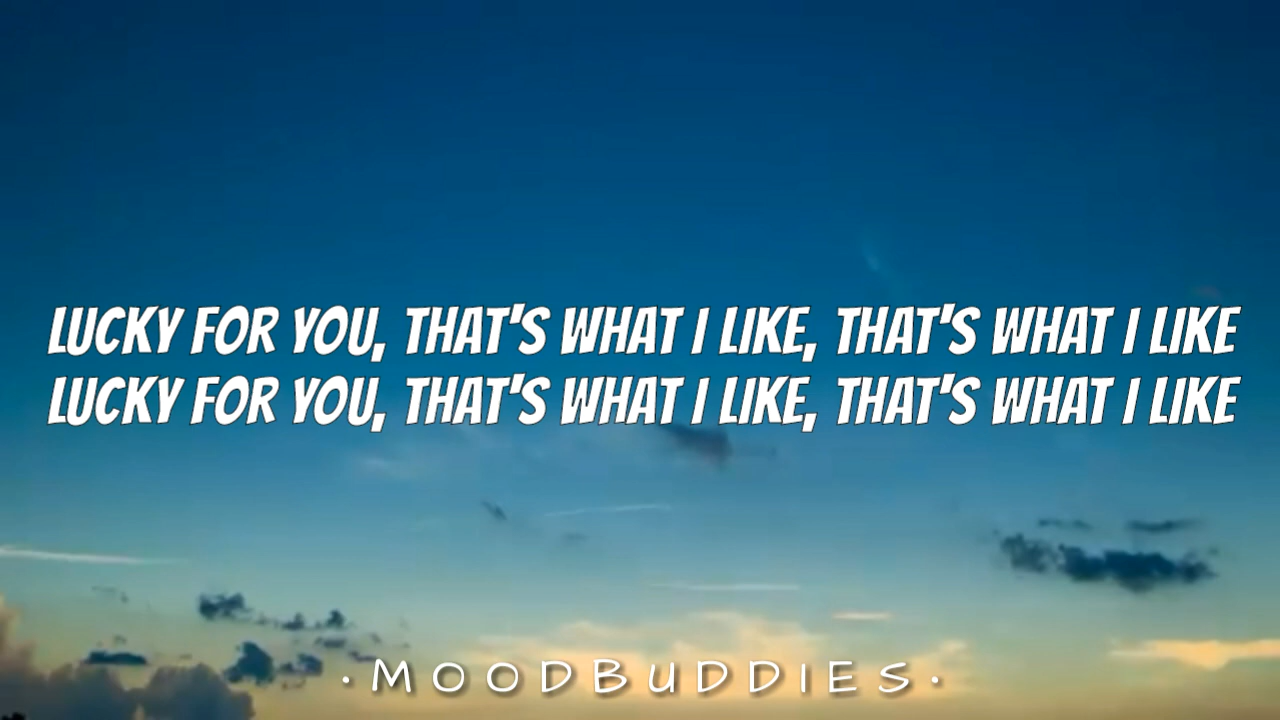 LUCKY FOR YOU, THAT'S WHAT I LIKE, THAT'S WHAT I LIKE
LUCKY FOR YOU, THAT'S WHAT I LIKE, THAT'S WHAT I LIKE
·MOODBUDDIES·